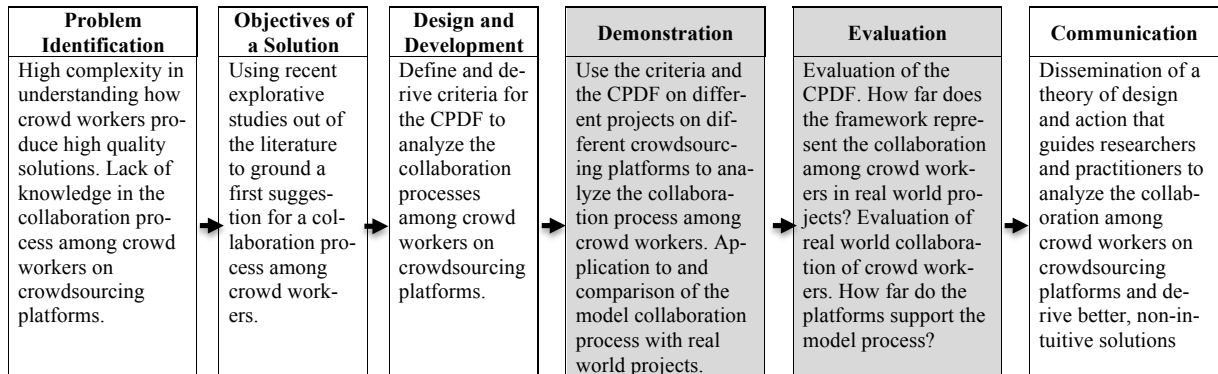 Problem
Identification
High complexity in
understanding how
crowd workers pro-
duce high quality
solutions. Lack of
knowledge in the
collaboration pro-
cess among crowd
workers on
crowdsourcing
platforms.
Objectives of
a Solution
Using recent
explorative
studies out of
the literature
to ground a
first sugges-
tion for a col-
laboration pro-
cess among
crowd work-
ers.
Design and
Development
Define and de-
rive criteria for
the CPDF to
analyze the
collaboration
processes
among crowd
workers on
crowdsourcing
platforms.
Demonstration
Use the criteria and
the CPDF on differ-
ent projects on dif-
ferent crowdsourc-
ing platforms to ana-
lyze the collabora-
tion process among
crowd workers. Ap-
plication to and
comparison of the
model collaboration
process with real
world projects.
Evaluation
Evaluation of the
CPDF. How far does
the framework repre-
sent the collaboration
among crowd work-
ers in real world pro-
jects? Evaluation of
real world collabora-
tion of crowd work-
ers. How far do the
platforms support the
model process?
Communication
Dissemination of a
theory of design
and action that
guides researchers
and practitioners to
analyze the collab-
oration among
crowd workers on
crowdsourcing
platforms and de-
rive better, non-in-
tuitive solutions